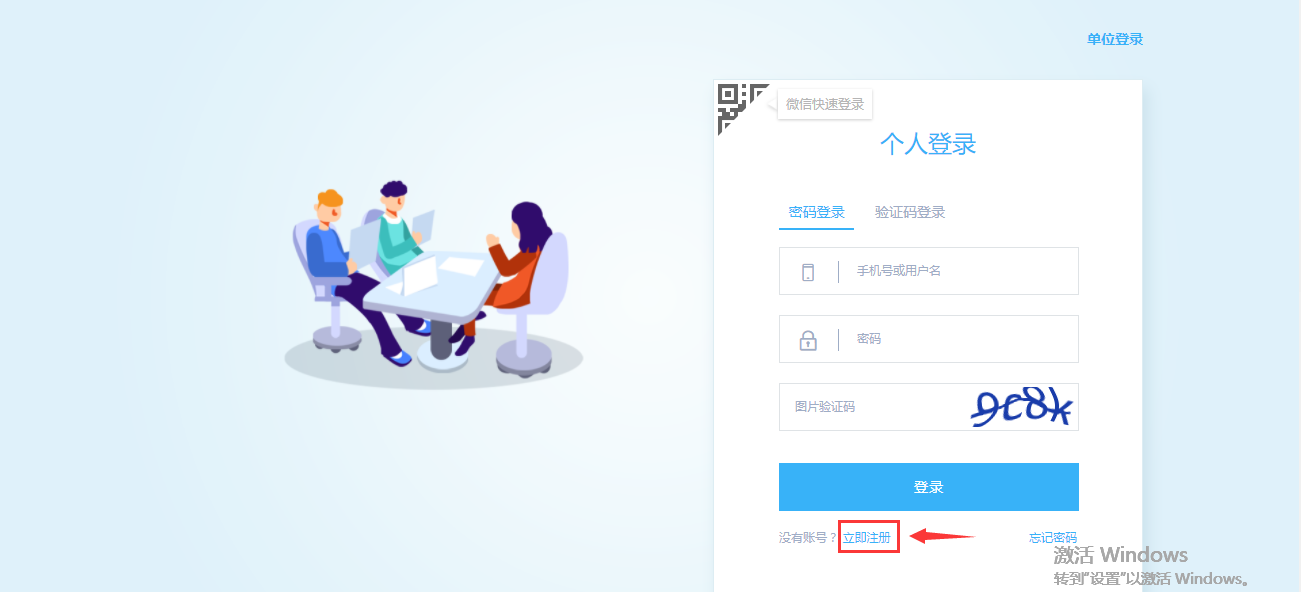 单位登录
微信快速登录
个人登录
密码登录 验证码登录
手机号或用户名
密码
图片验证码 9c8k
登录
没有账号？立即注册 忘记密码
激活 Windows
转到"设置"以激活 Windows。